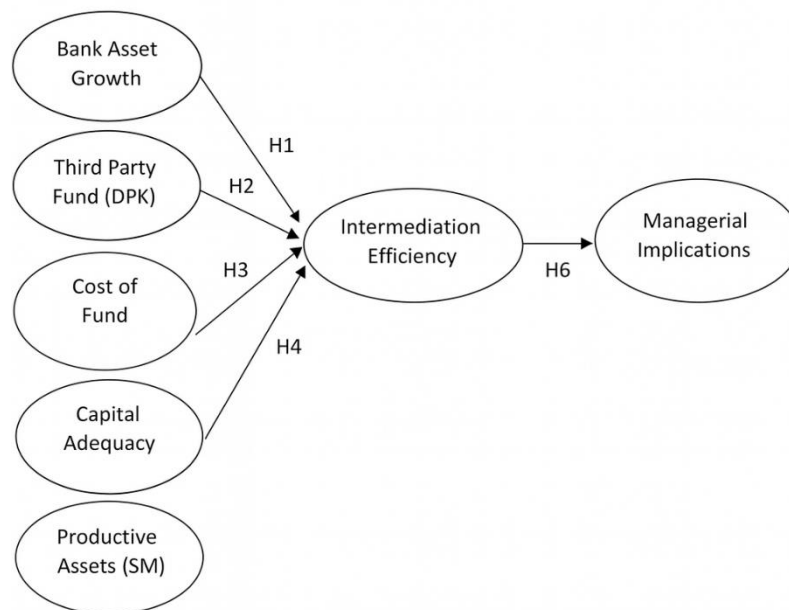 Bank Asset
Growth
H1
Third Party
Fund (DPK)
H2
Cost of
Fund
H3
Capital
Adequacy
H4
Productive
Assets (SM)
Intermediation
Efficiency
H6
Managerial
Implications